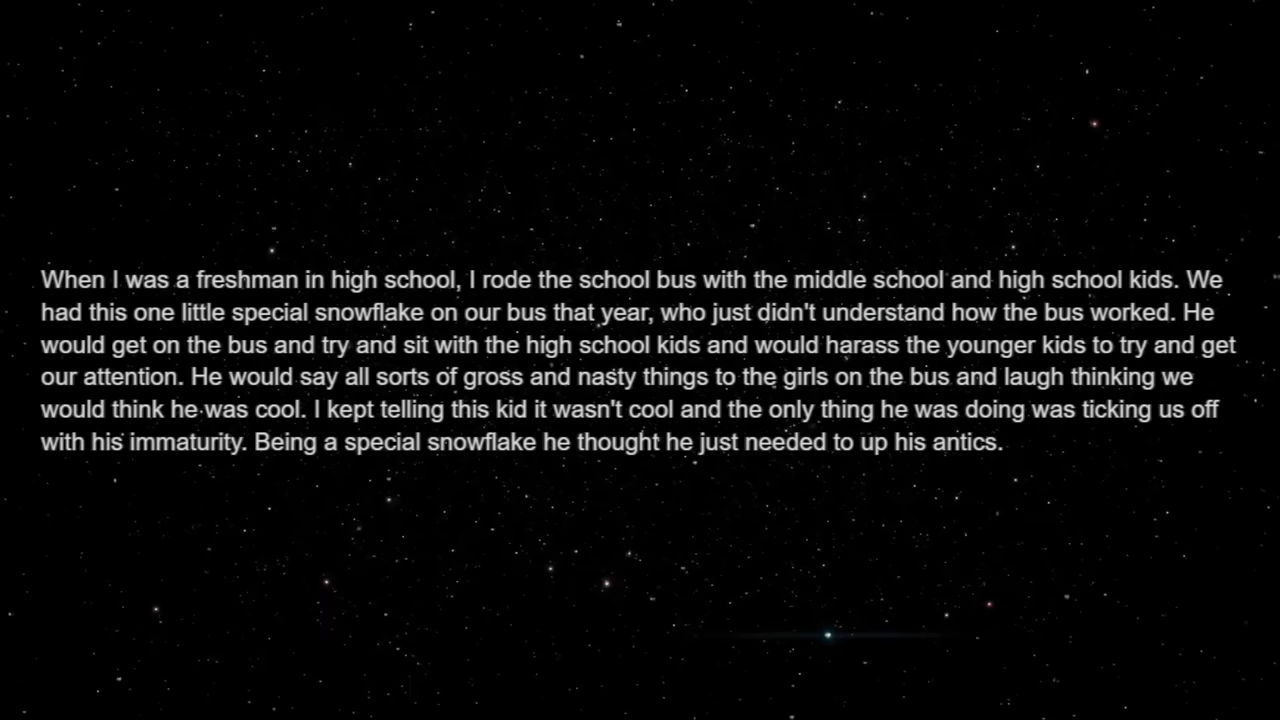 When I was a freshman in high school, I rode the school bus with the middle school and high school kids. We
had this one little special snowflake on our bus that year, who just didn't understand how the bus worked. He
would get on the bus and try and sit with the high school kids and would harass the younger kids to try and get
our attention. He would say all sorts of gross and nasty things to the girls on the bus and laugh thinking we
would think he was cool. I kept telling this kid it wasn't cool and the only thing he was doing was ticking us off
with his immaturity. Being a special snowflake he thought he just needed to up his antics.